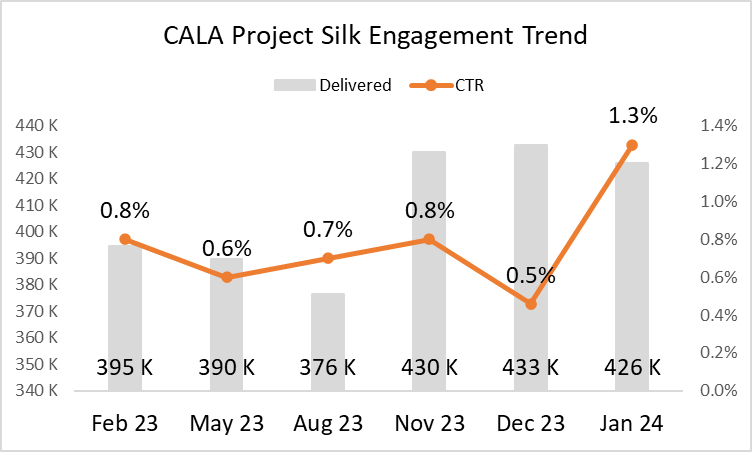 CALA Project Silk Engagement Trend
Delivered CTR
440 K
430 K
420 K
410 K
400 K
390 K
380 K
370 K
360 K
350 K
340 K
1.4%
1.2%
1.0%
0.8%
0.6%
0.4%
0.2%
0.0%
0.8%
0.6%
0.7%
0.8%
0.5%
1.3%
395 K 390 K 376 K 430 K 433 K 426 K
Feb 23 May 23 Aug 23 Nov 23 Dec 23 Jan 24